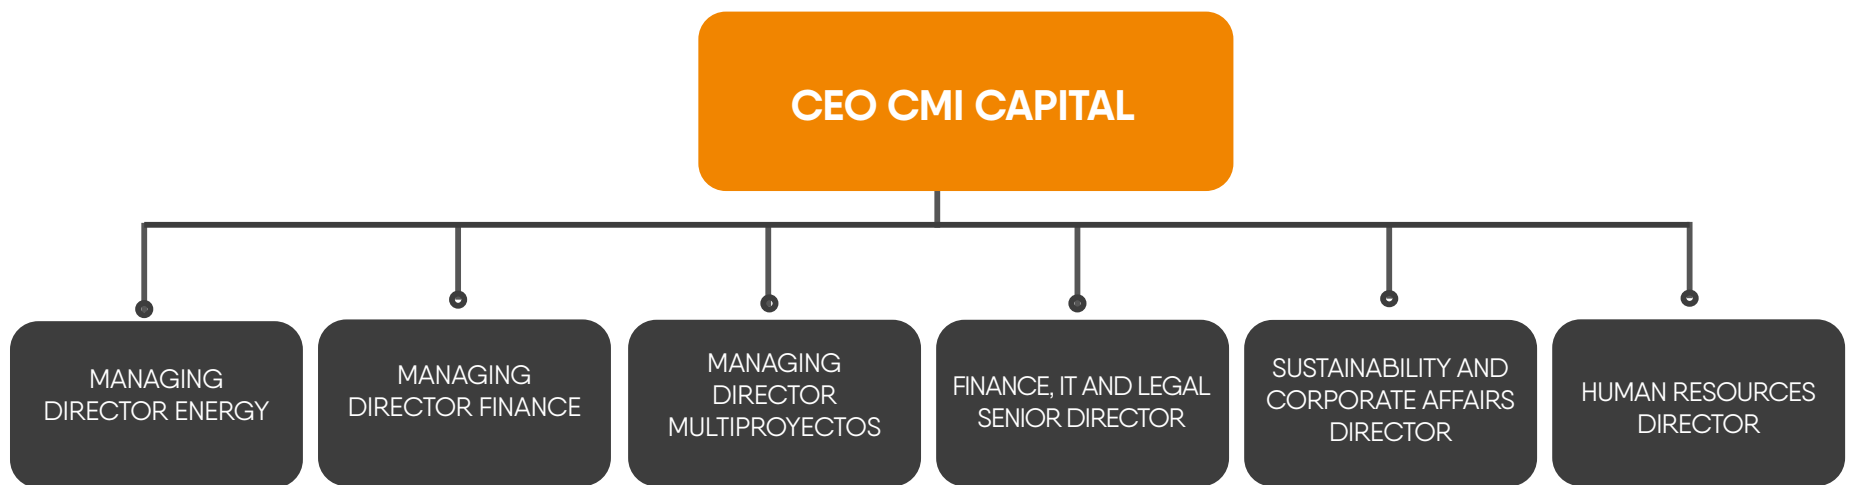 CEO CMI CAPITAL
MANAGING
DIRECTOR ENERGY
MANAGING
DIRECTOR FINANCE
MANAGING
DIRECTOR
MULTIPROYECTOS
FINANCE, IT AND LEGAL
SENIOR DIRECTOR
SUSTAINABILITY AND
CORPORATE AFFAIRS
DIRECTOR
HUMAN RESOURCES
DIRECTOR